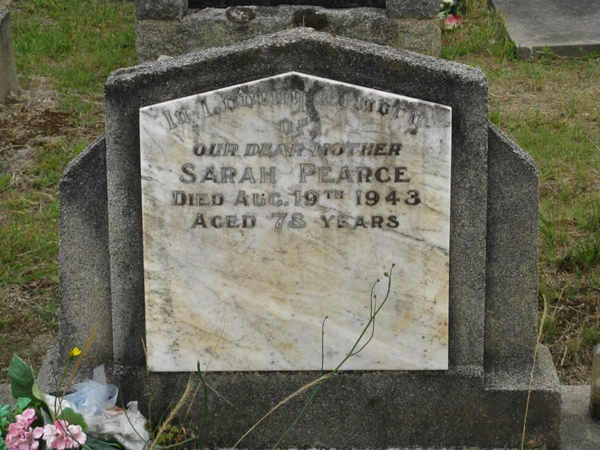 In Loving Memory
of
OUR DEAR MOTHER
SARAH PEARCE
DIED AUG. 19TH 1943
AGED 78 YEARS